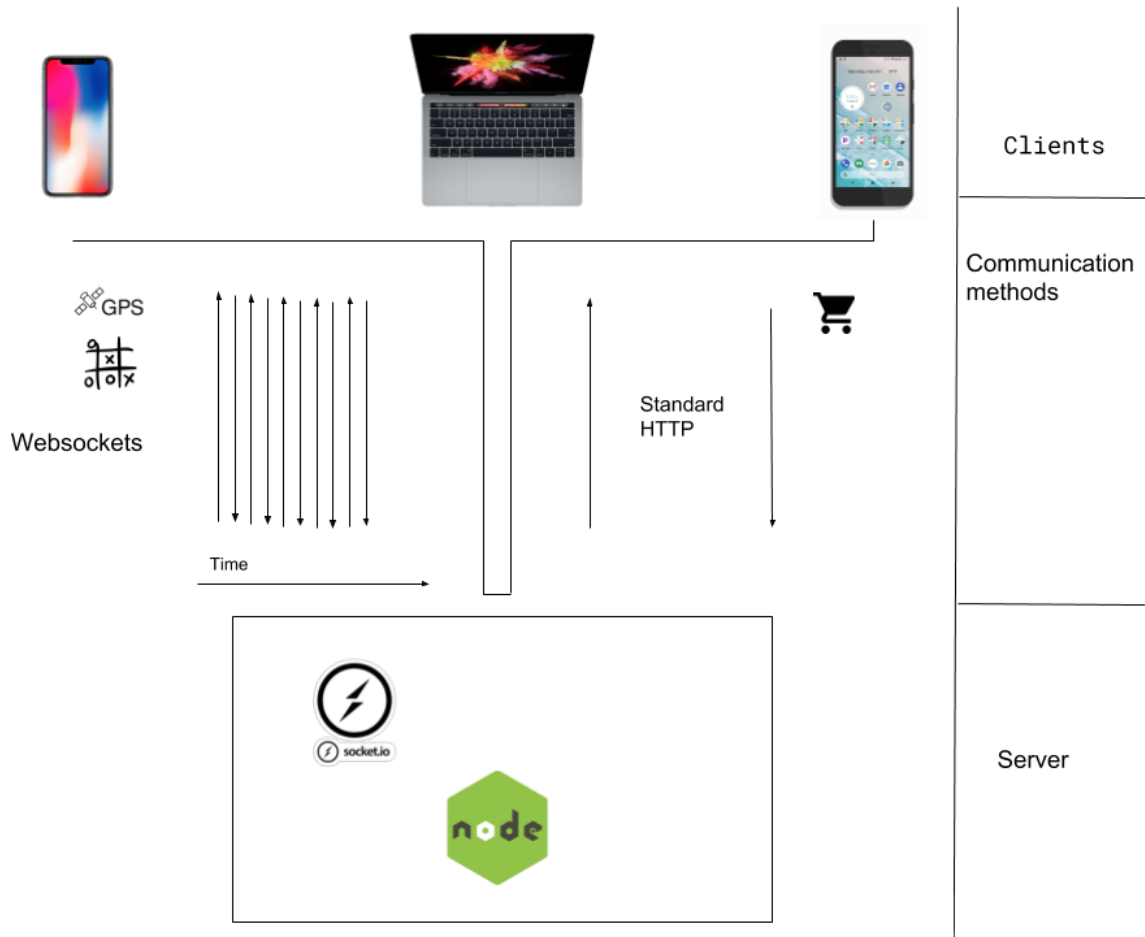 Clients
Communication
methods
GPS
Standard
HTTP
Websockets
Time
socket.io
node
Server